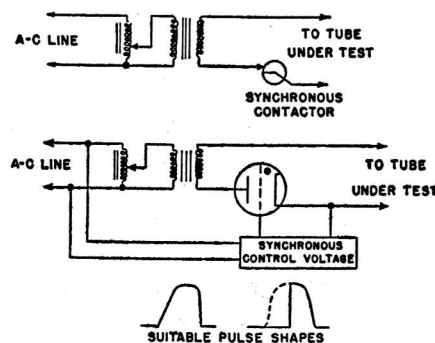 A-C LINE
TO TUBE
UNDER TEST
SYNCHRONOUS
CONTACTOR
A-C LINE
TO TUBE
UNDER TEST
SYNCHRONOUS
CONTROL VOLTAGE
SUITABLE PULSE SHAPES